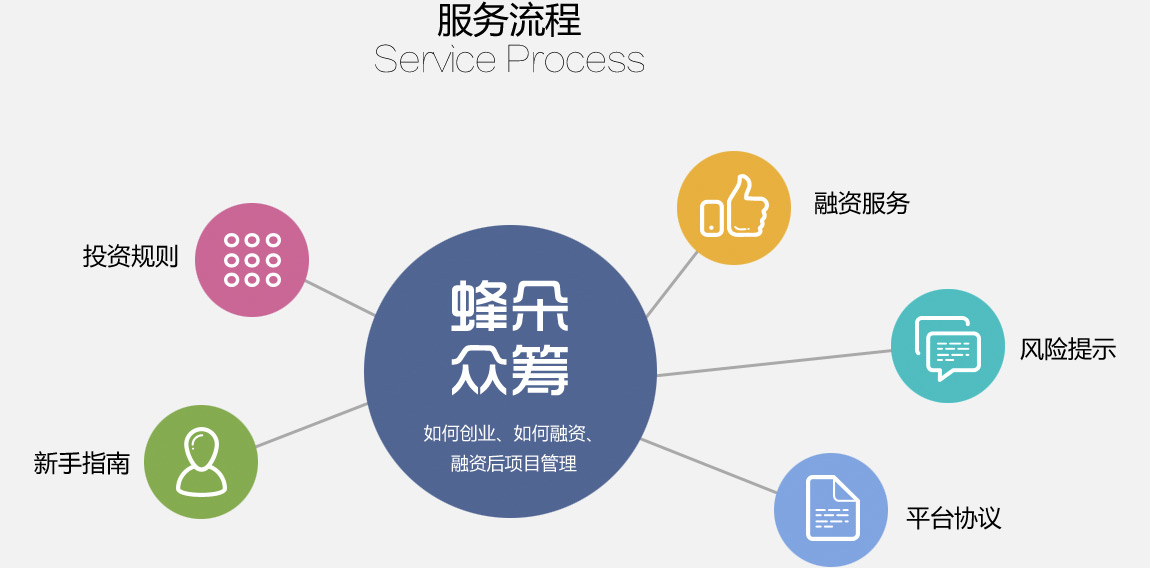 服务流程
Service Process
融资服务
投资规则
蜂朵
众筹
风险提示
如何创业、如何融资、
融资后项目管理
新手指南
平台协议